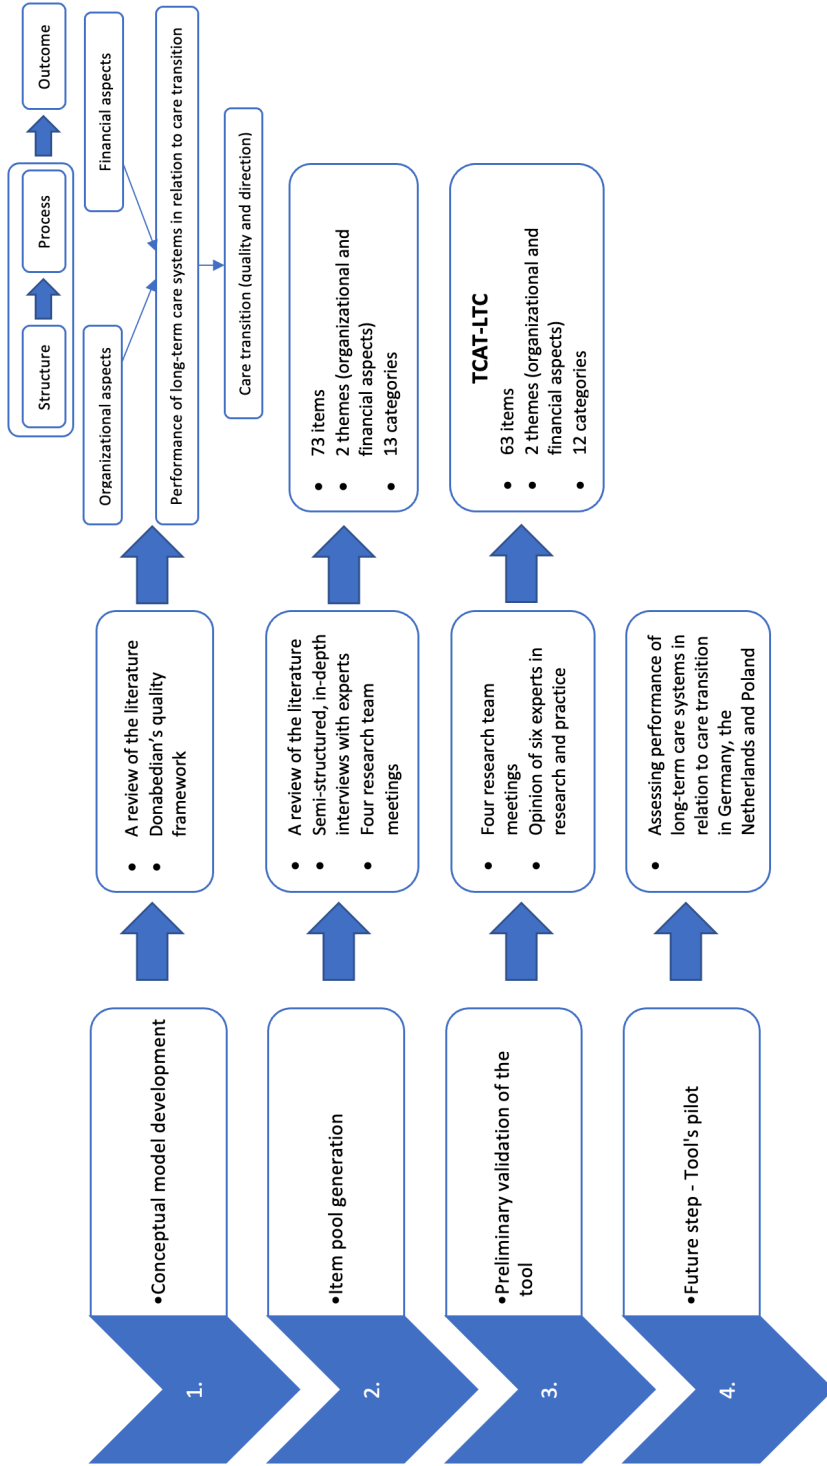 1.
•Conceptual model development
• A review of the literature
• Donabedian's quality
framework
Structure
Process
Outcome
Organizational aspects
Financial aspects
Performance of long-term care systems in relation to care transition
Care transition (quality and direction)
2.
•Item pool generation
• A review of the literature
• Semi-structured, in-depth
interviews with experts
• Four research team
meetings
• 73 items
• 2 themes (organizational and
financial aspects)
• 13 categories
3.
•Preliminary validation of the
tool
• Four research team
meetings
• Opinion of six experts in
research and practice
TCAT-LTC
• 63 items
• 2 themes (organizational and
financial aspects)
• 12 categories
4.
•Future step - Tool's pilot
• Assessing performance of
long-term care systems in
relation to care transition
in Germany, the
Netherlands and Poland